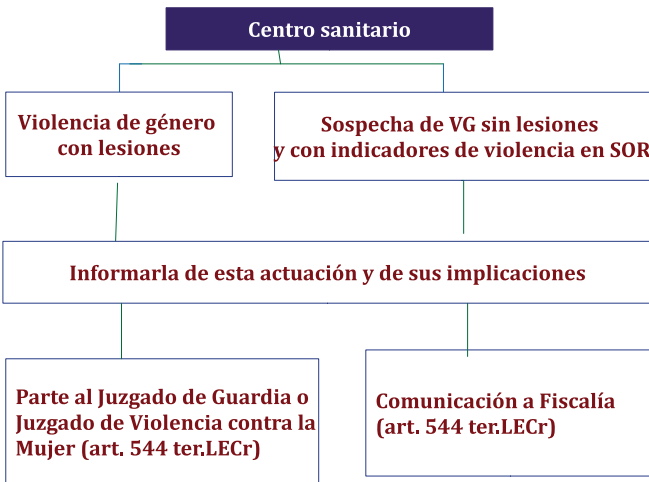 Centro sanitario
Violencia de género
con lesiones
Sospecha de VG sin lesiones
y con indicadores de violencia en SOR
Informarla de esta actuación y de sus implicaciones
Parte al Juzgado de Guardia o
Juzgado de Violencia contra la
Mujer (art. 544 ter.LECr)
Comunicación a Fiscalía
(art. 544 ter.LECr)